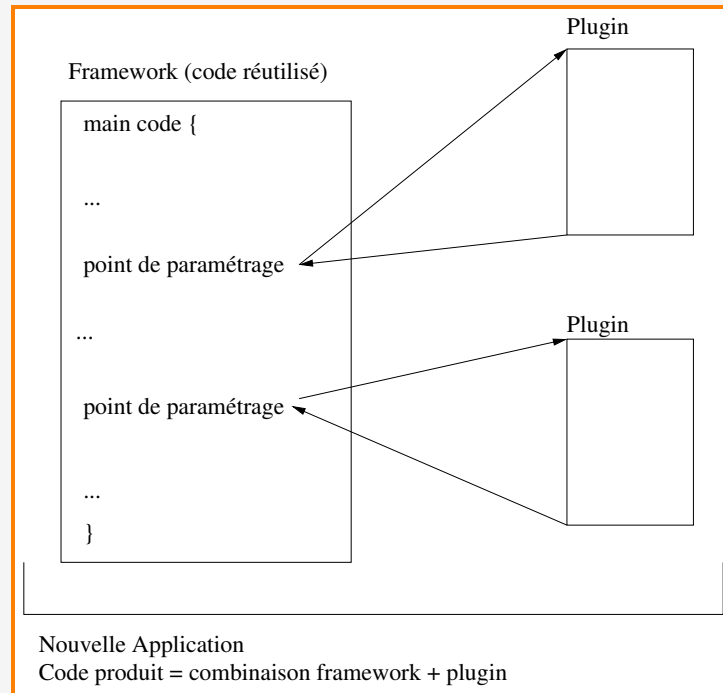 Plugin
Framework (code réutilisé)
main code {
...
point de paramétrage
...
Plugin
point de paramétrage
...
}
Nouvelle Application
Code produit = combinaison framework + plugin